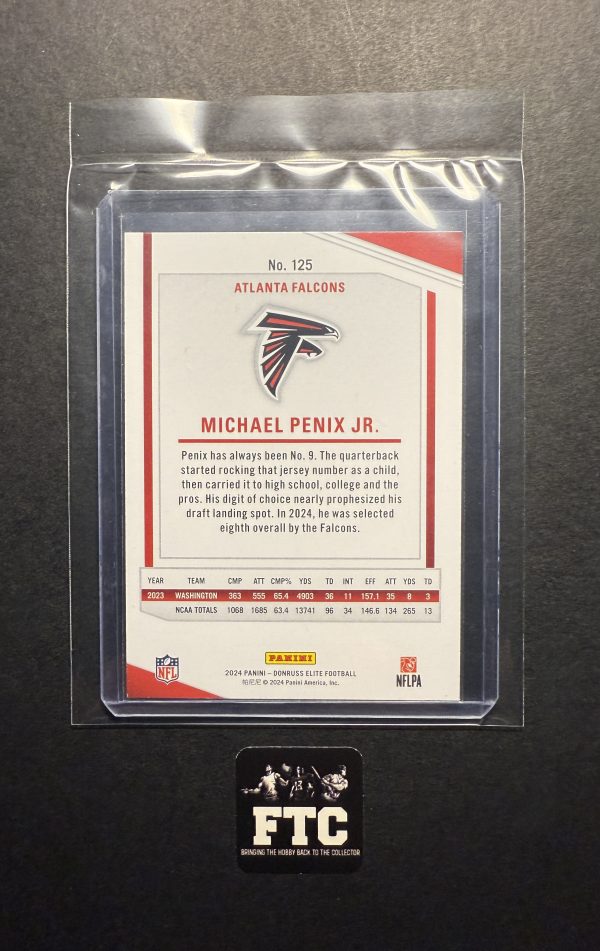 No. 125
ATLANTA FALCONS
MICHAEL PENIX JR.
Penix has always been No. 9. The quarterback
started rocking that jersey number as a child,
then carried it to high school, college and the
pros. His digit of choice nearly prophesized his
draft landing spot. In 2024, he was selected
eighth overall by the Falcons.
YEAR TEAM CMP ATT CMP% YDS TD INT EFF ATT YDS TD
2023 WASHINGTON 363 555 65.4 4903 36 11 157.1 35 8 3
NCAA TOTALS 1068 1685 63.4 13741 96 34 146.6 134 265 13
NFL
PANINI
NFLPA
2024 PANINI – DONRUSS ELITE FOOTBALL
帕尼尼 © 2024 Panini America, Inc.
13
FTC
BRINGING THE HOBBY BACK TO THE COLLECTOR